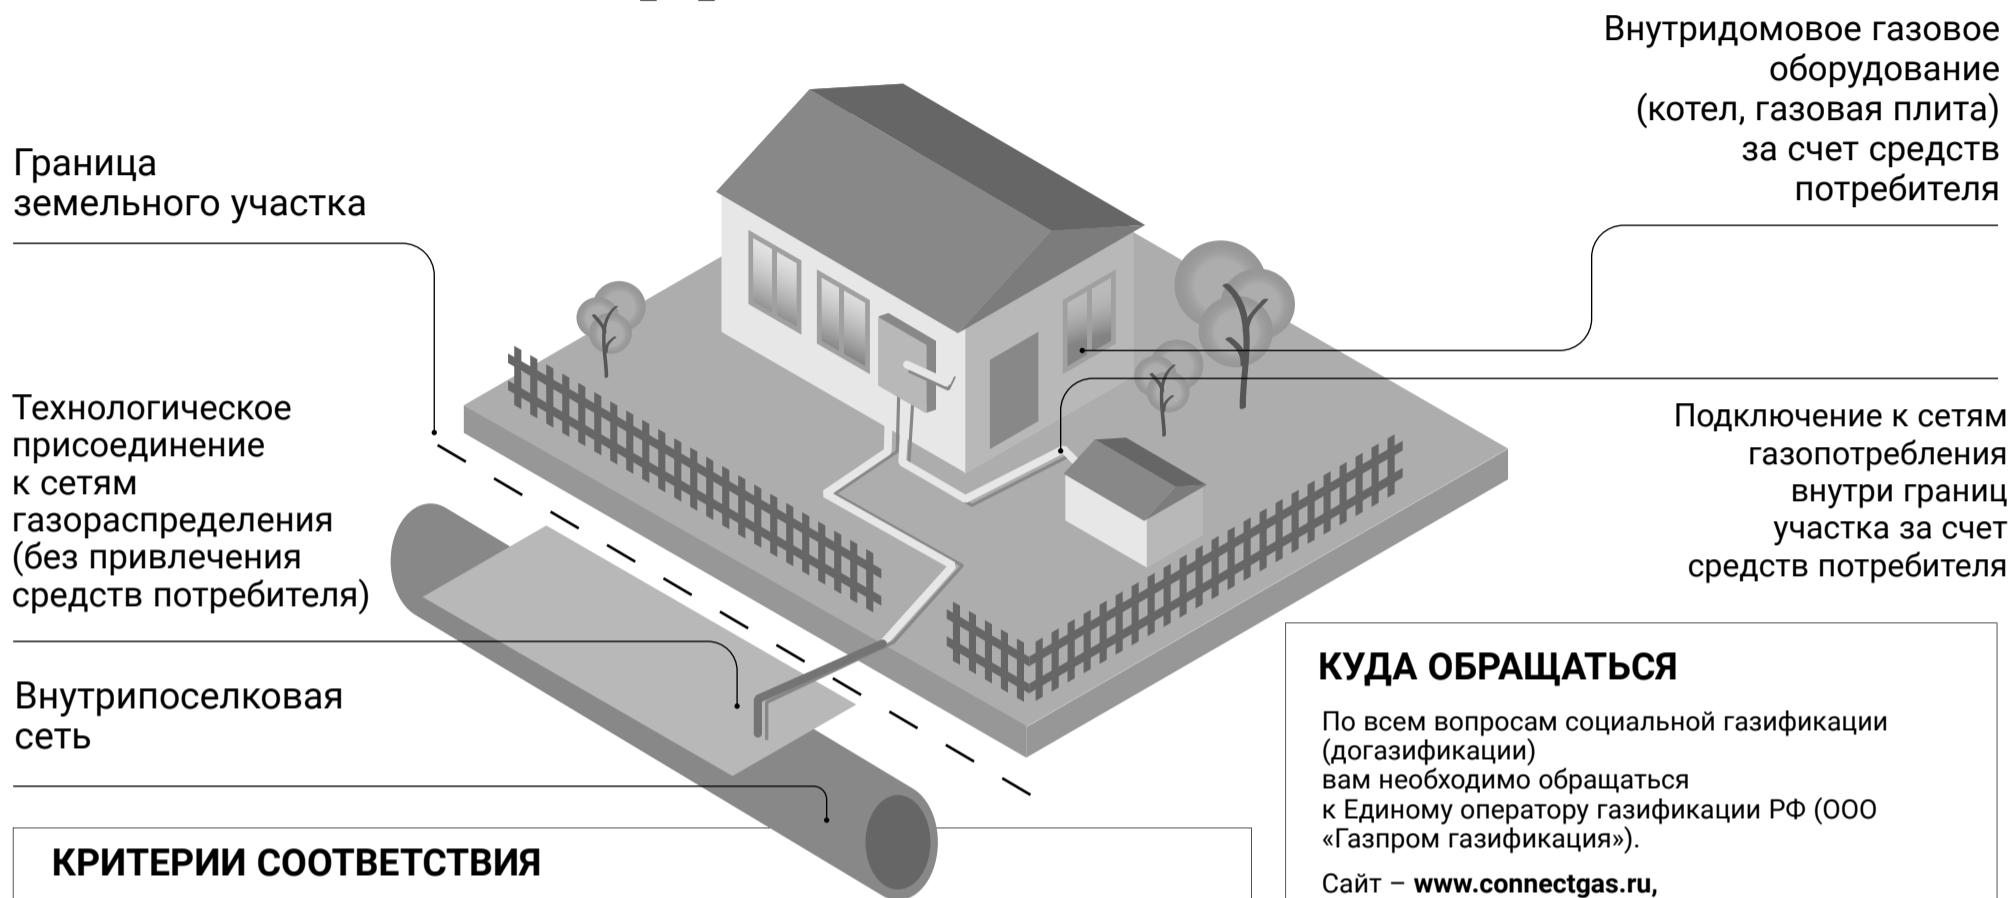 Внутридомовое газовое
оборудование
(котел, газовая плита)
за счет средств
потребителя
Граница
земельного участка
Технологическое
присоединение
к сетям
газораспределения
(без привлечения
средств потребителя)
Подключение к сетям
газопотребления
внутри границ
участка за счет
средств потребителя
Внутрипоселковая
сеть
КУДА ОБРАЩАТЬСЯ
По всем вопросам социальной газификации
(догазификации)
вам необходимо обращаться
к Единому оператору газификации РФ (ООО
«Газпром газификация»).
Сайт – www.connectgas.ru,
КРИТЕРИИ СООТВЕТСТВИЯ